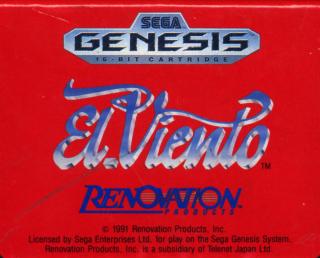 SEGA
GENESIS
16-BIT CARTRIDGE
El.Viento
TM
RENOVATION
PRODUCTS
© 1991 Renovation Products, Inc.
Licensed by Sega Enterprises Ltd. for play on the Sega Genesis System.
Renovation Products, Inc. is a subsidiary of Telenet Japan Ltd.